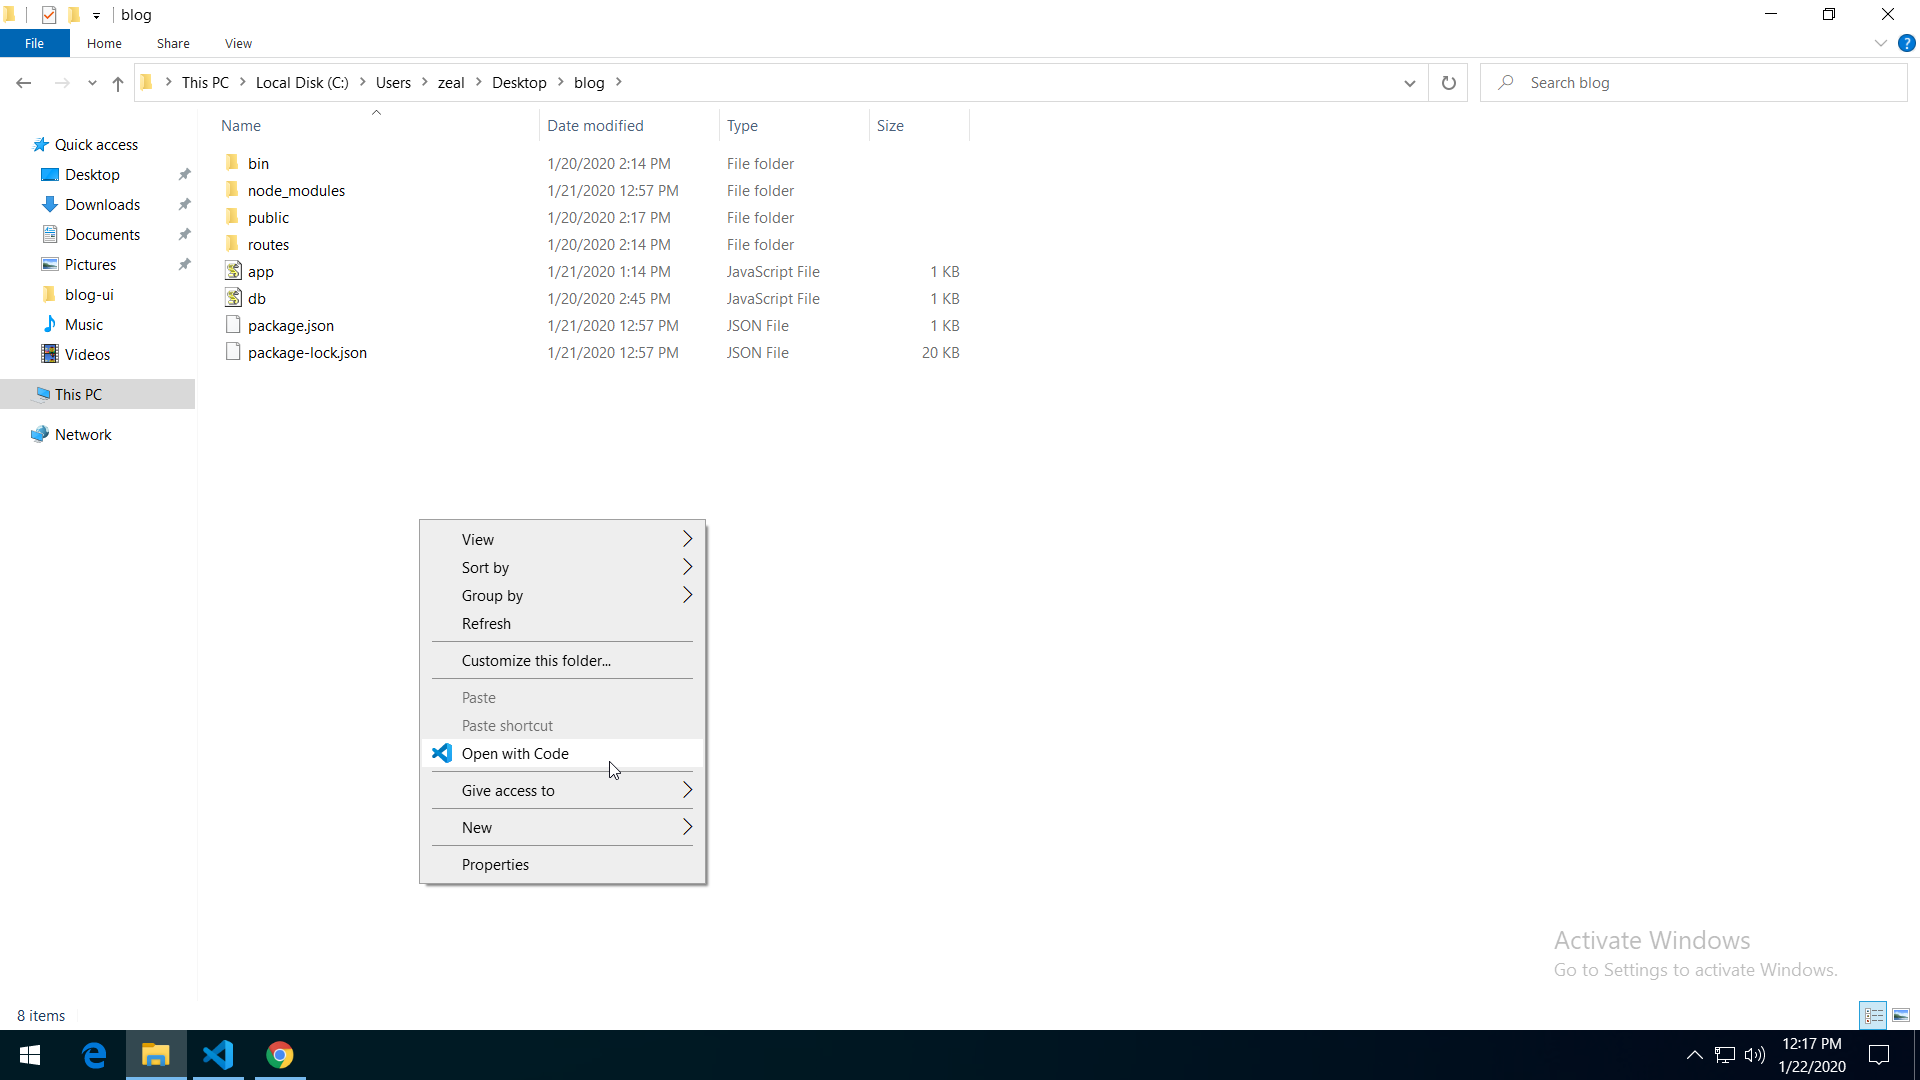 blog
File Home Share View
This PC Local Disk (C:) Users zeal Desktop blog Search blog
Name Date modified Type Size
Quick access
Desktop
Downloads
Documents
Pictures
blog-ui
Music
Videos
This PC
Network
bin 1/20/2020 2:14 PM File folder
node_modules 1/21/2020 12:57 PM File folder
public 1/20/2020 2:17 PM File folder
routes 1/20/2020 2:14 PM File folder
app 1/21/2020 1:14 PM JavaScript File 1 KB
db 1/20/2020 2:45 PM JavaScript File 1 KB
package.json 1/21/2020 12:57 PM JSON File 1 KB
package-lock.json 1/21/2020 12:57 PM JSON File 20 KB
View
Sort by
Group by
Refresh
Customize this folder...
Paste
Paste shortcut
Open with Code
Give access to
New
Properties
Activate Windows
Go to Settings to activate Windows.
8 items
12:17 PM
1/22/2020